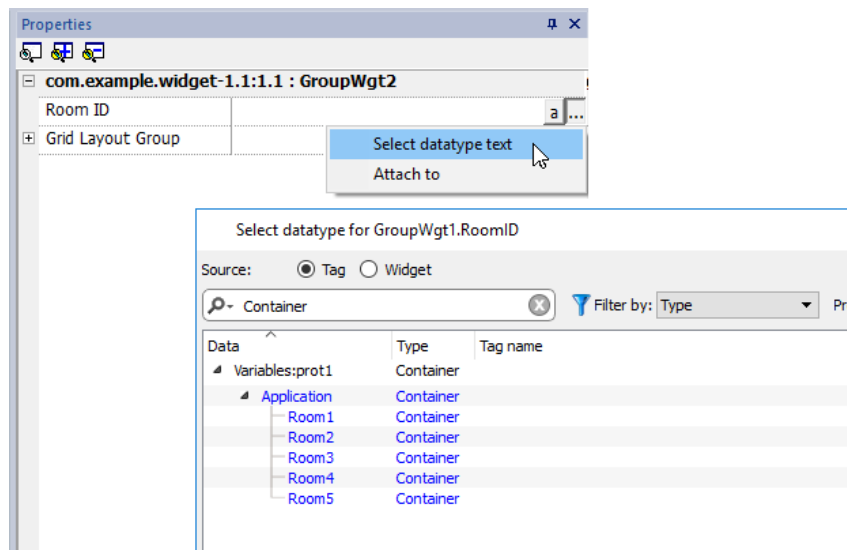 Properties
com.example.widget-1.1:1.1 : GroupWgt2
Room ID
a ...
Grid Layout Group
Select datatype text
Attach to
Select datatype for GroupWgt1.RoomID
Source: Tag Widget
Container Filter by: Type Pr
Data Type Tag name
Variables:prot1 Container
Application Container
Room1 Container
Room2 Container
Room3 Container
Room4 Container
Room5 Container